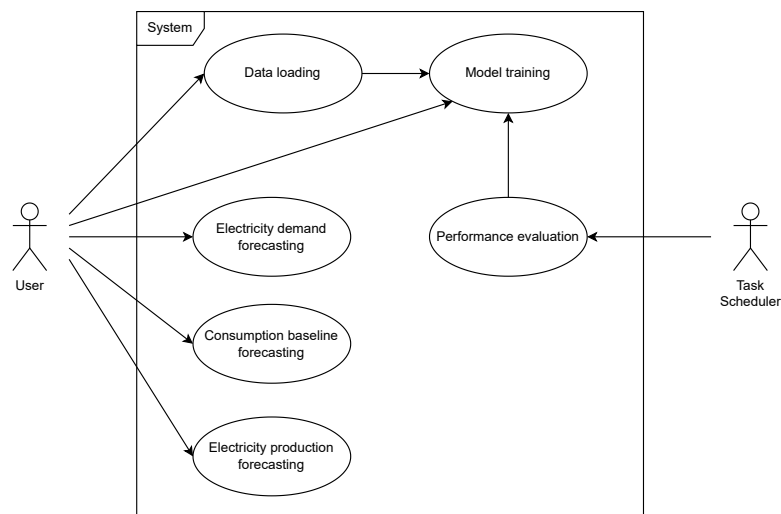 System
Data loading
Model training
Electricity demand
forecasting
Performance evaluation
User
Task
Scheduler
Consumption baseline
forecasting
Electricity production
forecasting